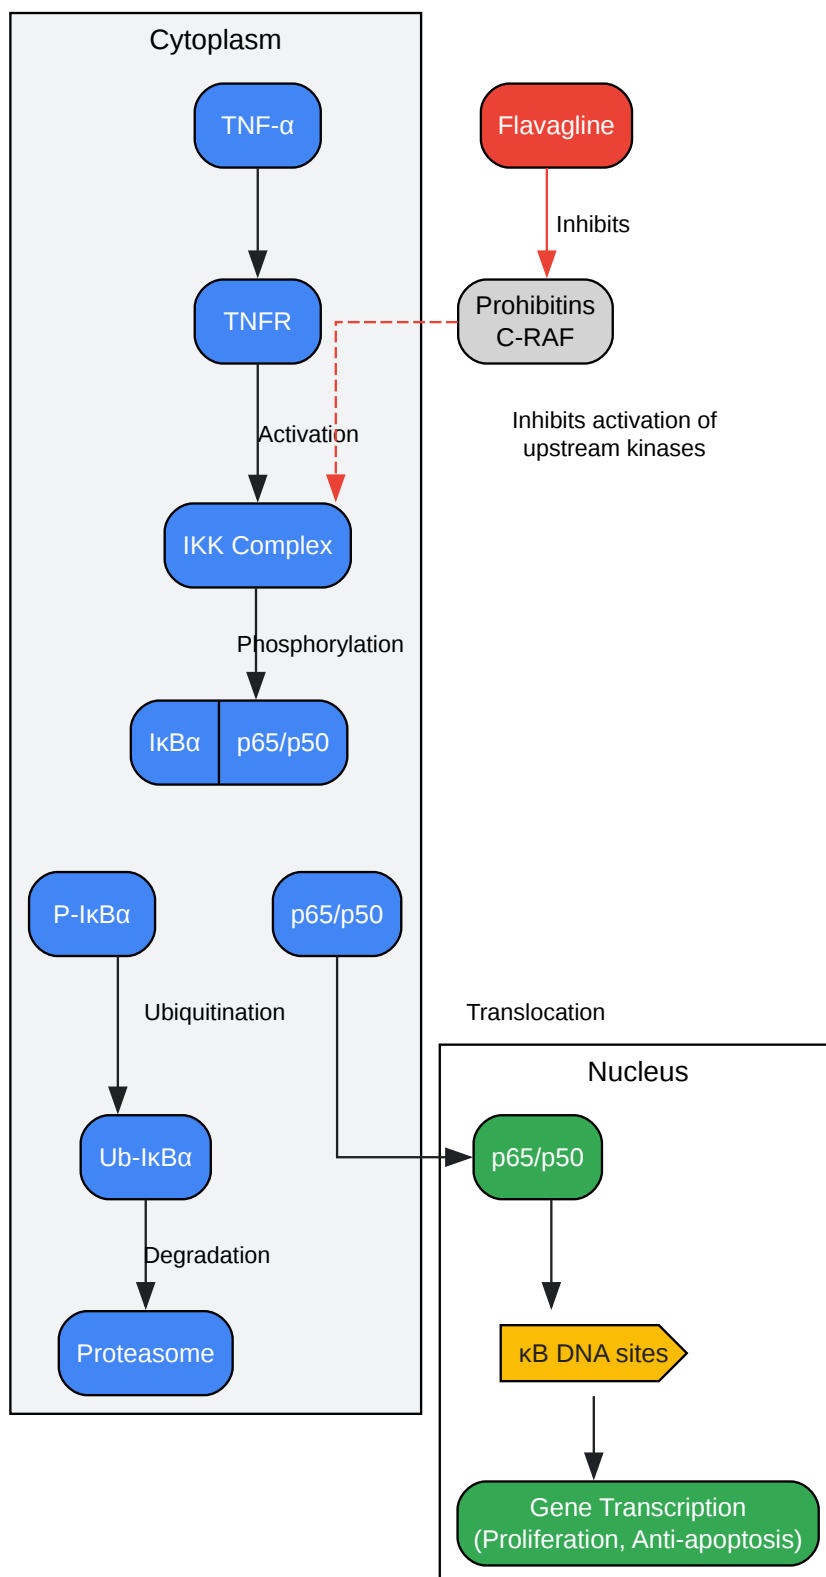 Cytoplasm
TNF-α
Flavagline
Inhibits
TNFR
Prohibitins
C-RAF
Activation
Inhibits activation of
upstream kinases
IKK Complex
Phosphorylation
IκBα
p65/p50
P-IκBα
p65/p50
Ubiquitination
Translocation
Nucleus
Ub-IκBα
p65/p50
Degradation
Proteasome
κB DNA sites
Gene Transcription
(Proliferation, Anti-apoptosis)